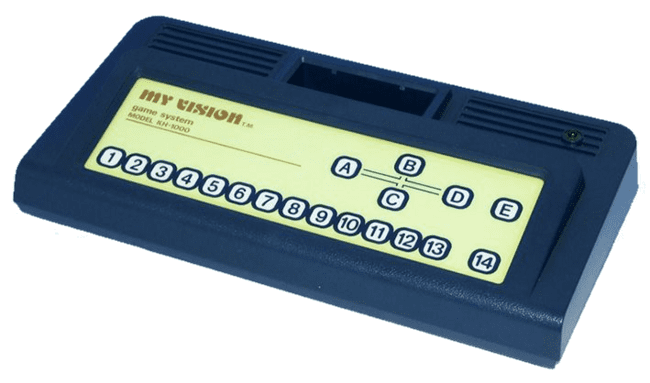 MY VISION T.M.
game system
MODEL KH-1000
A B C D E
1 2 3 4 5 6 7 8 9 10 11 12 13 14